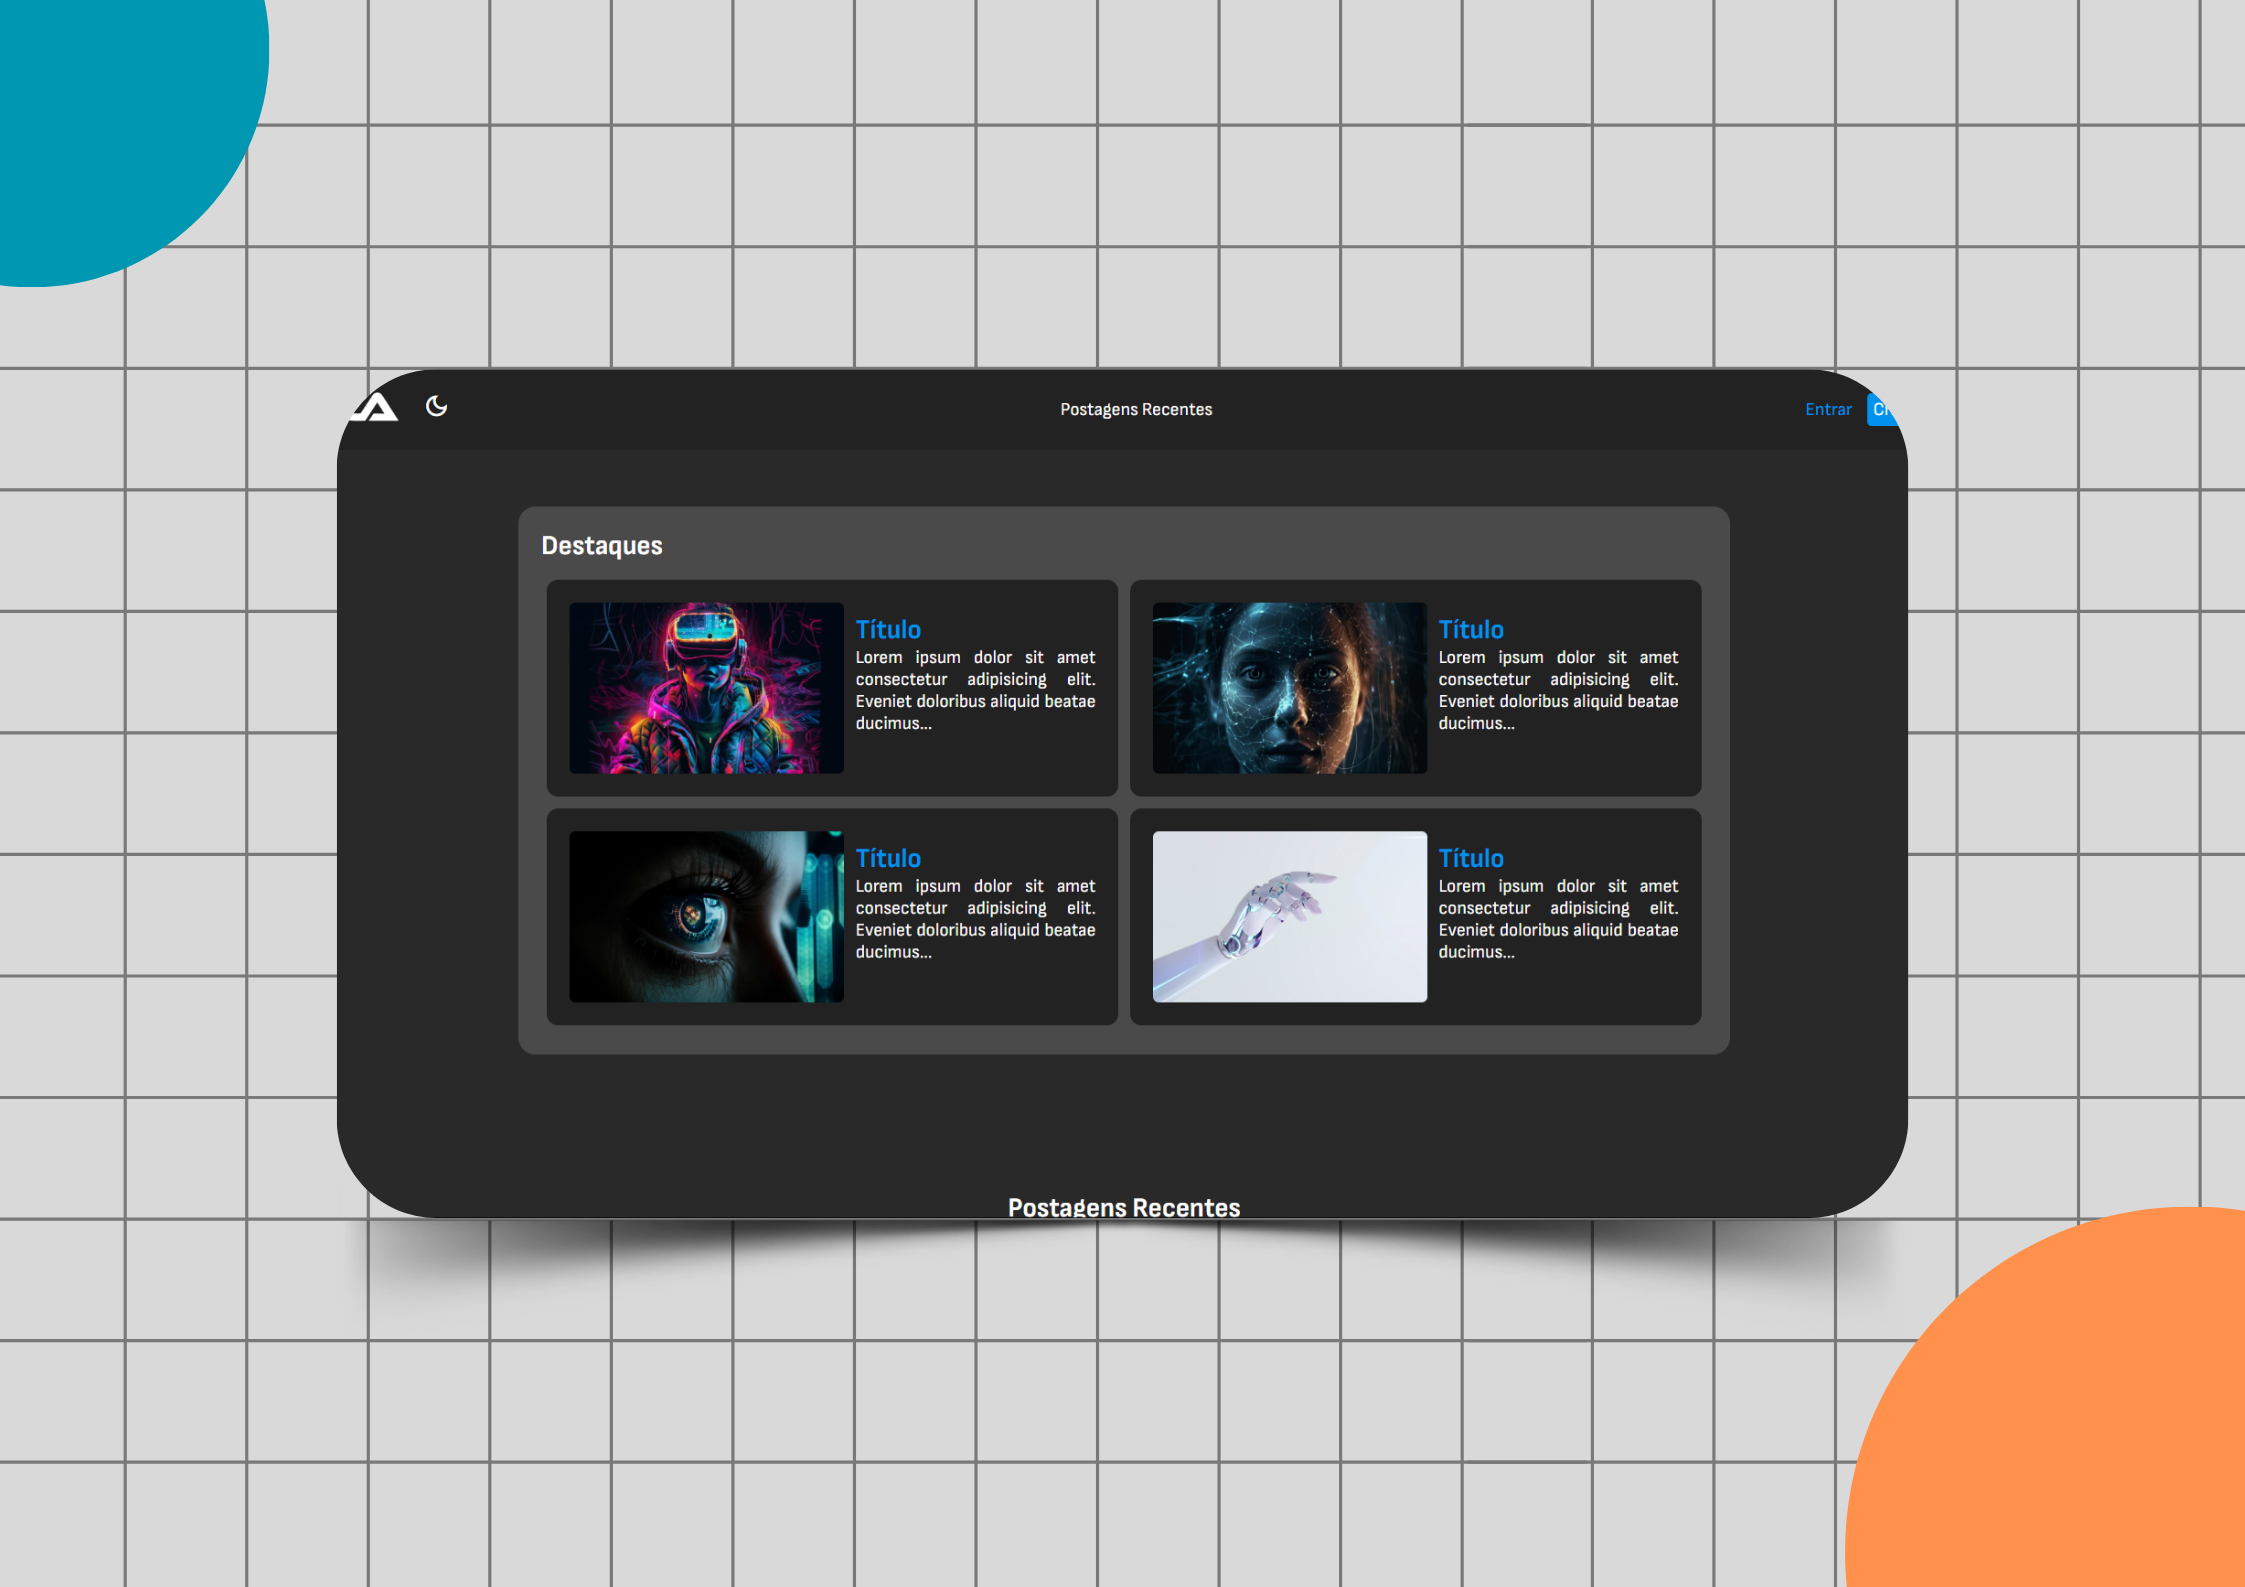 Postagens Recentes
Entrar
Destaques
Título
Lorem ipsum dolor sit amet
consectetur adipisicing elit.
Eveniet doloribus aliquid beatae
ducimus...
Título
Lorem ipsum dolor sit amet
consectetur adipisicing elit.
Eveniet doloribus aliquid beatae
ducimus...
Título
Lorem ipsum dolor sit amet
consectetur adipisicing elit.
Eveniet doloribus aliquid beatae
ducimus...
Título
Lorem ipsum dolor sit amet
consectetur adipisicing elit.
Eveniet doloribus aliquid beatae
ducimus...
Postagens Recentes